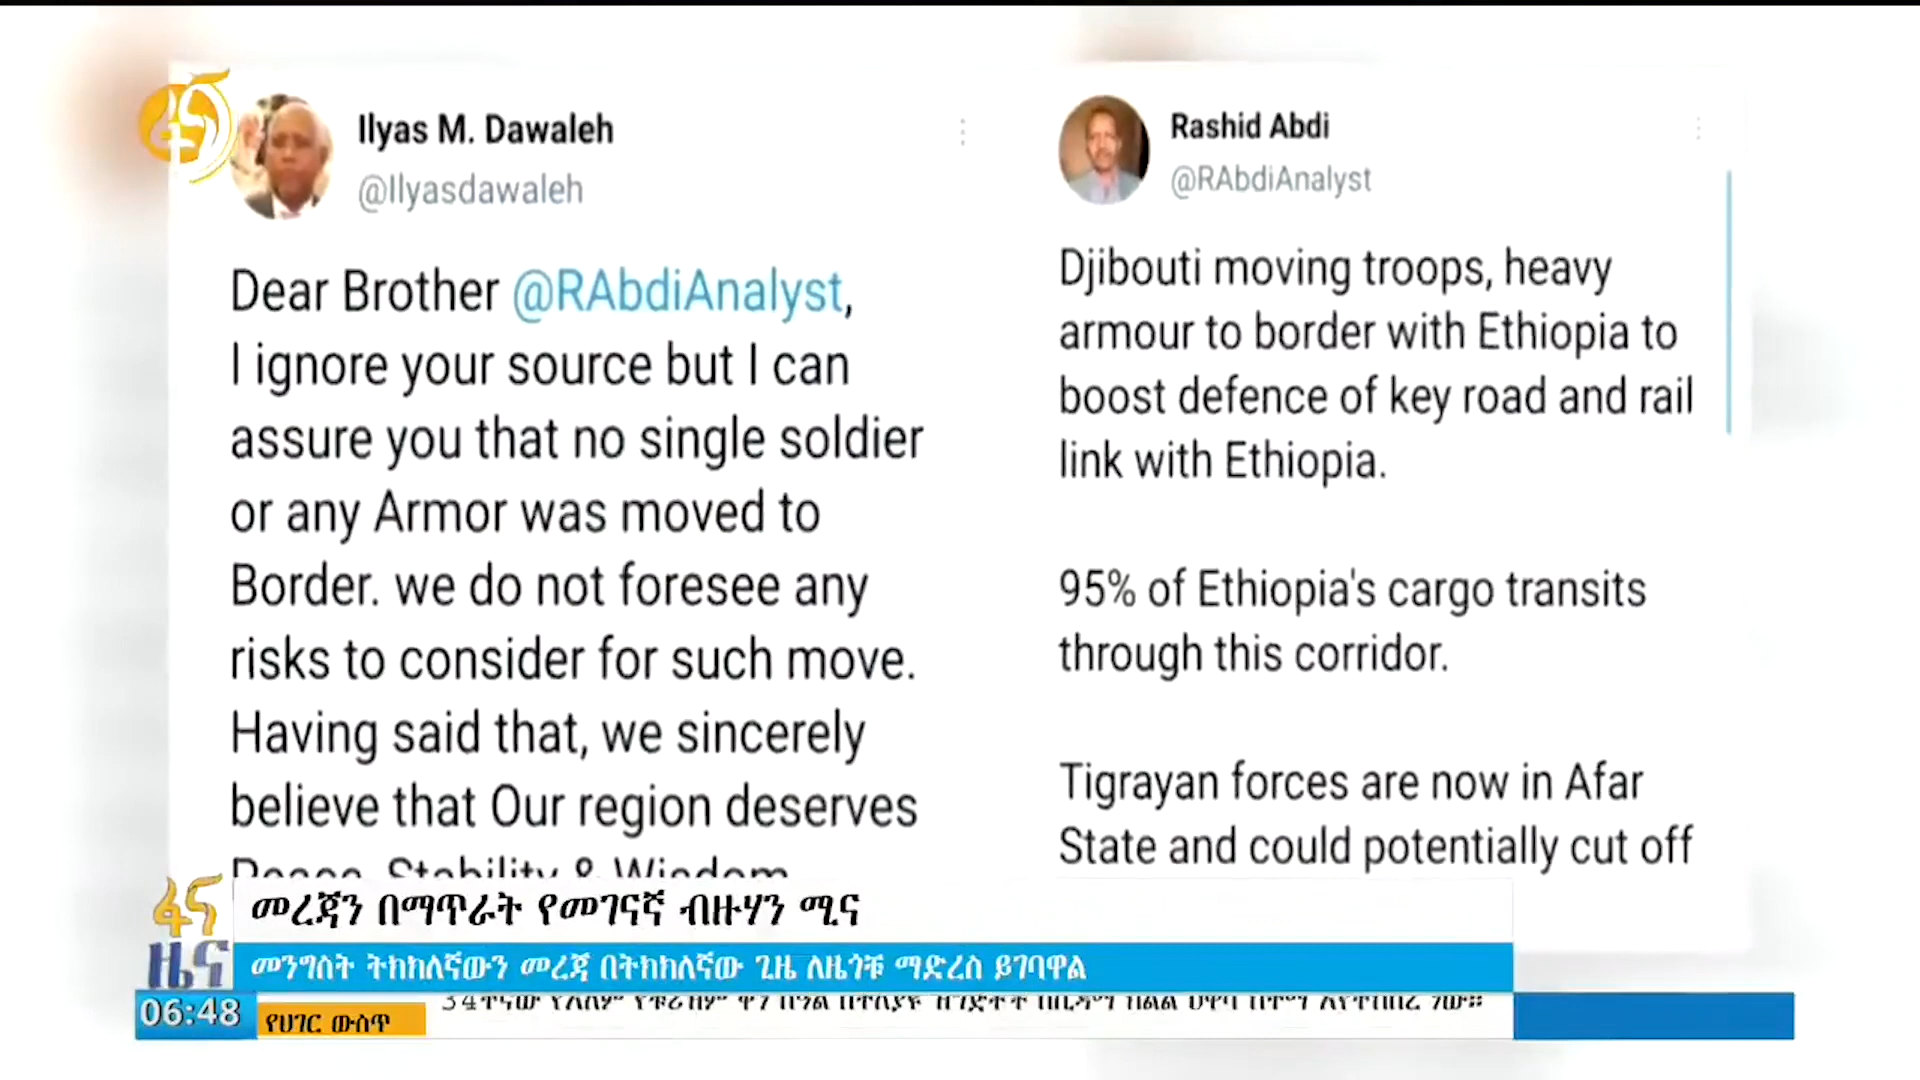 Ilyas M. Dawaleh
@Ilyasdawaleh
Dear Brother @RAbdiAnalyst,
I ignore your source but I can
assure you that no single soldier
or any Armor was moved to
Border. we do not foresee any
risks to consider for such move.
Having said that, we sincerely
believe that Our region deserves
Peace, Stability & Wisdom
Rashid Abdi
@RAbdiAnalyst
Djibouti moving troops, heavy
armour to border with Ethiopia to
boost defence of key road and rail
link with Ethiopia.
95% of Ethiopia's cargo transits
through this corridor.
Tigrayan forces are now in Afar
State and could potentially cut off
ፋና
ዜና
መረጃን በማጥራት የመገናኛ ብዙሃን ሚና
መንግስት ትክክለኛውን መረጃ በትክክለኛው ጊዜ ለዜጎቹ ማድረስ ይገባዋል
06:48
የሀገር ውስጥ